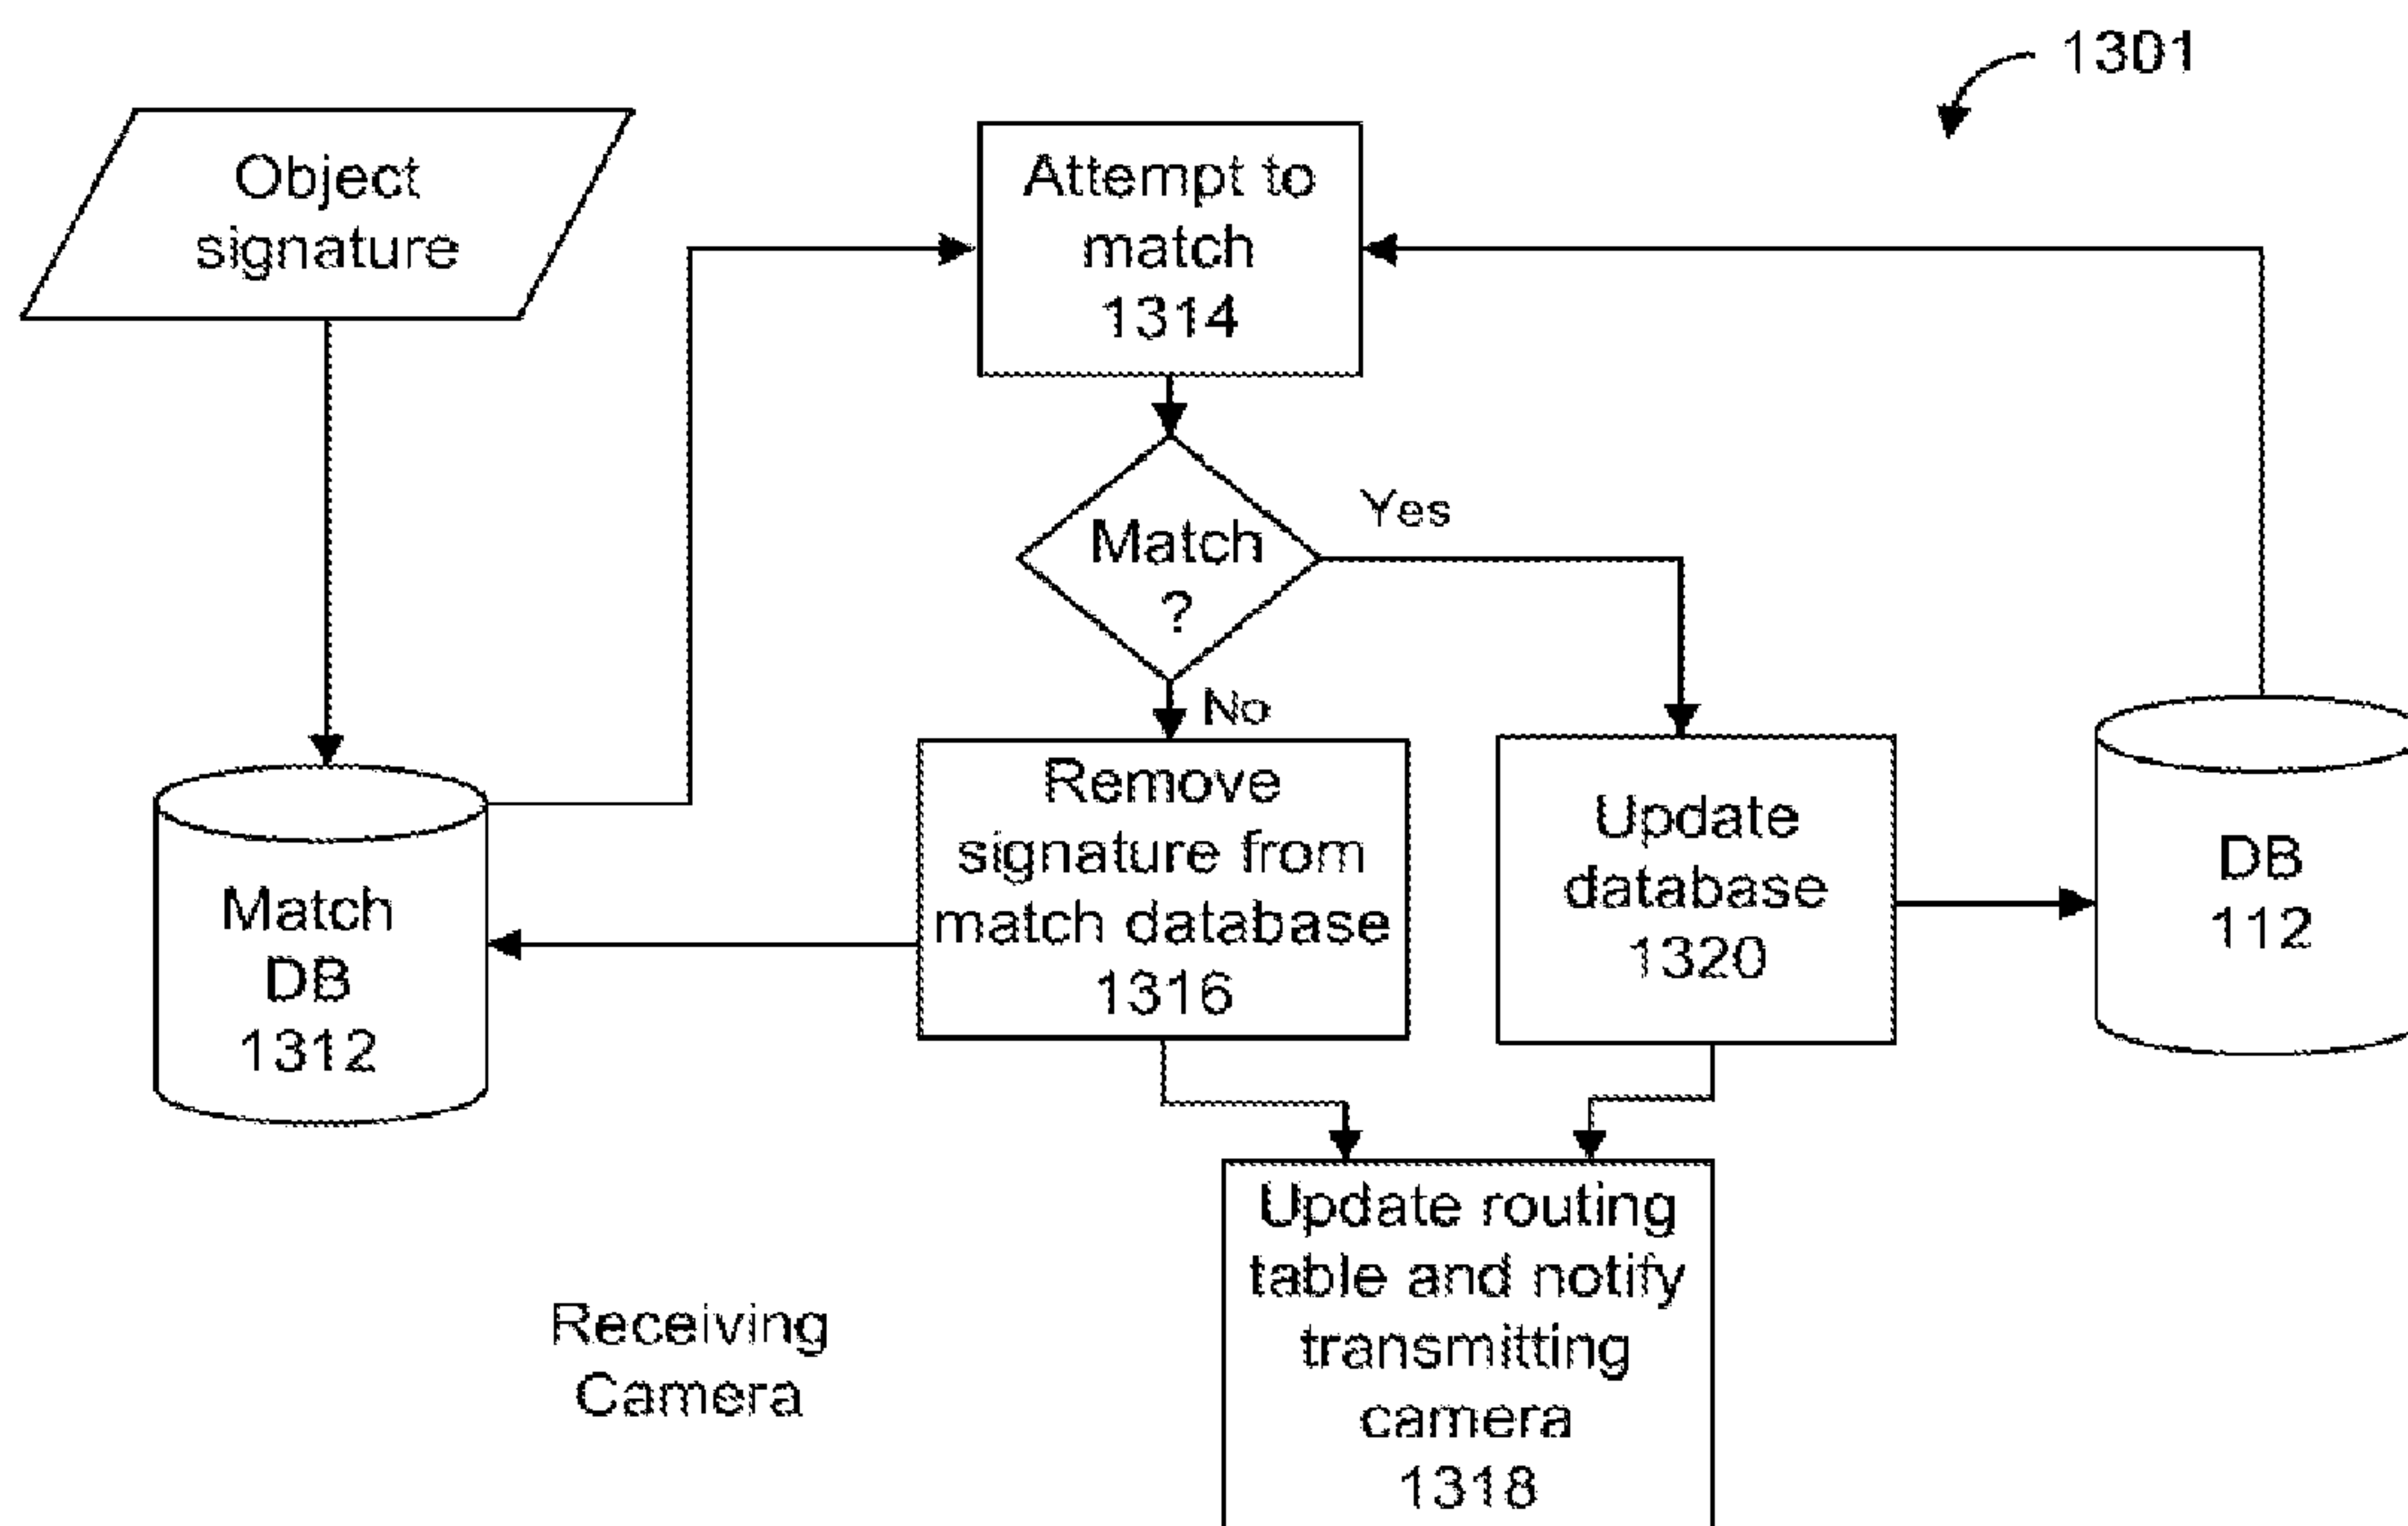 1301
Object
signature
Attempt to
match
1314
Match
?
Yes
No
Match
DB
1312
Remove
signature from
match database
1316
Update
database
1320
DB
112
Update routing
table and notify
transmitting
camera
1318
Receiving
Camera